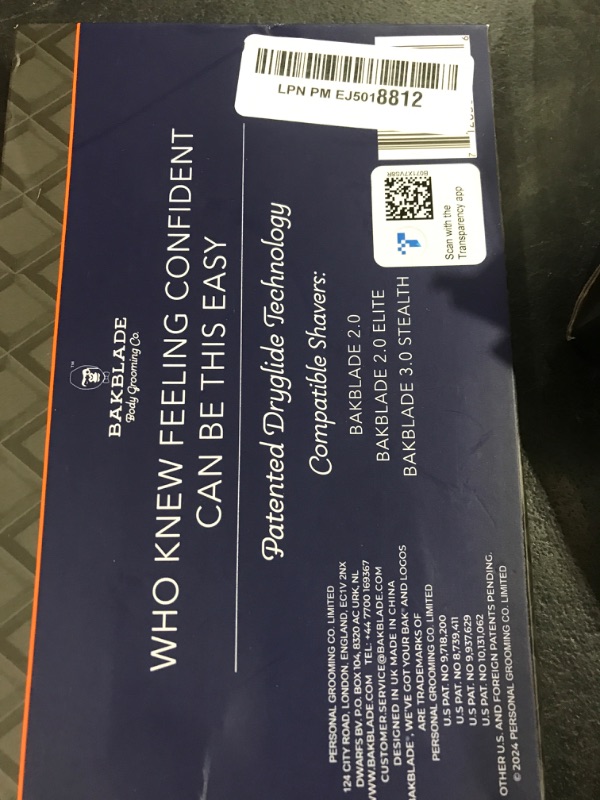 BAKBLADE
Body Grooming Co.
WHO KNEW FEELING CONFIDENT
CAN BE THIS EASY
Patented Dryglide Technology
Compatible Shavers:
BAKBLADE 2.0
BAKBLADE 2.0 ELITE
BAKBLADE 3.0 STEALTH
PERSONAL GROOMING CO. LIMITED
124 CITY ROAD, LONDON, ENGLAND, EC1V 2NX
DWARFS BV. P.O. BOX 104, 8320 AC URK, NL
WWW.BAKBLADE.COM TEL: +44 7700 169367
CUSTOMER.SERVICE@BAKBLADE.COM
DESIGNED IN UK MADE IN CHINA
BAKBLADE®, WE'VE GOT YOUR BAK® AND LOGOS
ARE TRADEMARKS OF
PERSONAL GROOMING CO. LIMITED
U.S PAT. NO 9,718,200
U.S PAT. NO 8,739,411
U.S PAT. NO 9,937,629
U.S PAT. NO 10,131,062
OTHER U.S. AND FOREIGN PATENTS PENDING.
© 2024 PERSONAL GROOMING CO. LIMITED
LPN PM EJ5018812
B071X7VG8R
Scan with the
Transparency app